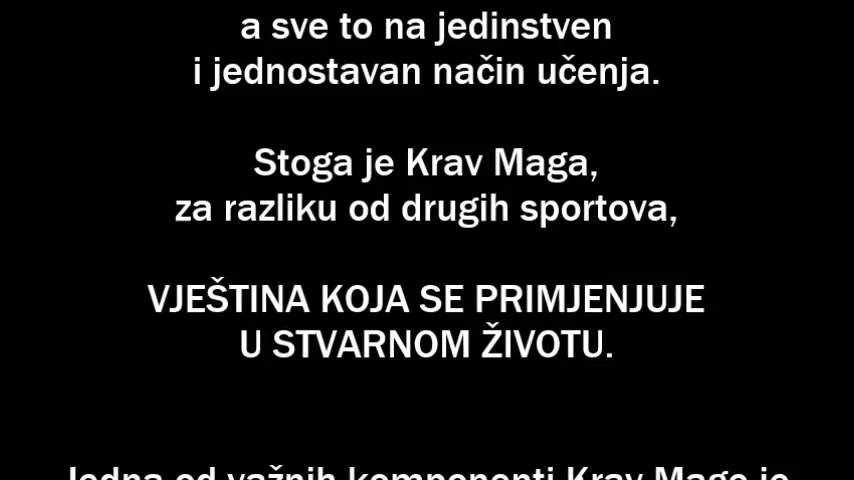 a sve to na jedinstven
i jednostavan način učenja.
Stoga je Krav Maga,
za razliku od drugih sportova,
VJEŠTINA KOJA SE PRIMJENJUJE
U STVARNOM ŽIVOTU.
Jedna od važnih komponenti Krav Mage je